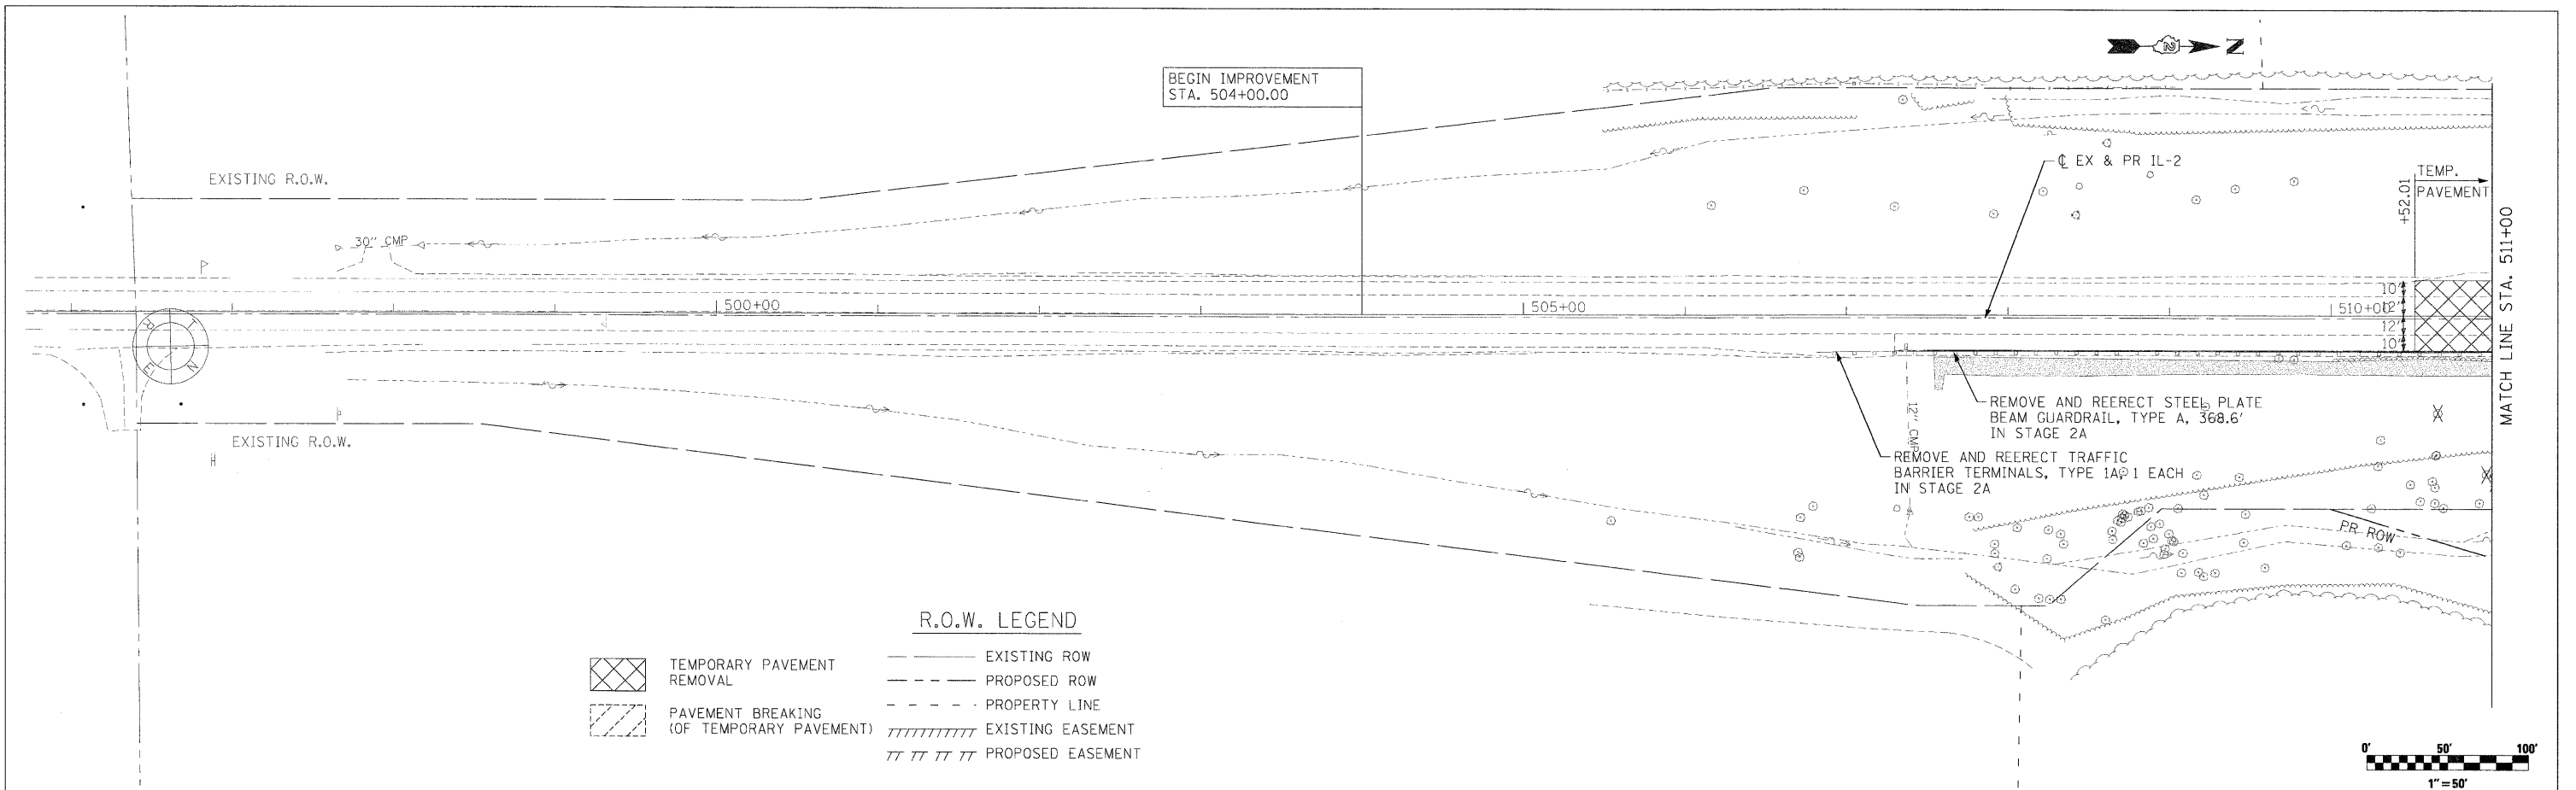 BEGIN IMPROVEMENT
STA. 504+00.00
2
N
EXISTING R.O.W.
30" CMP
℄ EX & PR IL-2
TEMP.
PAVEMENT
+52.01
MATCH LINE STA. 511+00
500+00
505+00
510+00
10'
12'
12'
10'
EXISTING R.O.W.
12" CMP
REMOVE AND REERECT STEEL PLATE
BEAM GUARDRAIL, TYPE A, 368.6'
IN STAGE 2A
REMOVE AND REERECT TRAFFIC
BARRIER TERMINALS, TYPE 1A, 1 EACH
IN STAGE 2A
PR ROW
R.O.W. LEGEND
TEMPORARY PAVEMENT
REMOVAL
PAVEMENT BREAKING
(OF TEMPORARY PAVEMENT)
EXISTING ROW
PROPOSED ROW
PROPERTY LINE
EXISTING EASEMENT
PROPOSED EASEMENT
0' 50' 100'
1"=50'